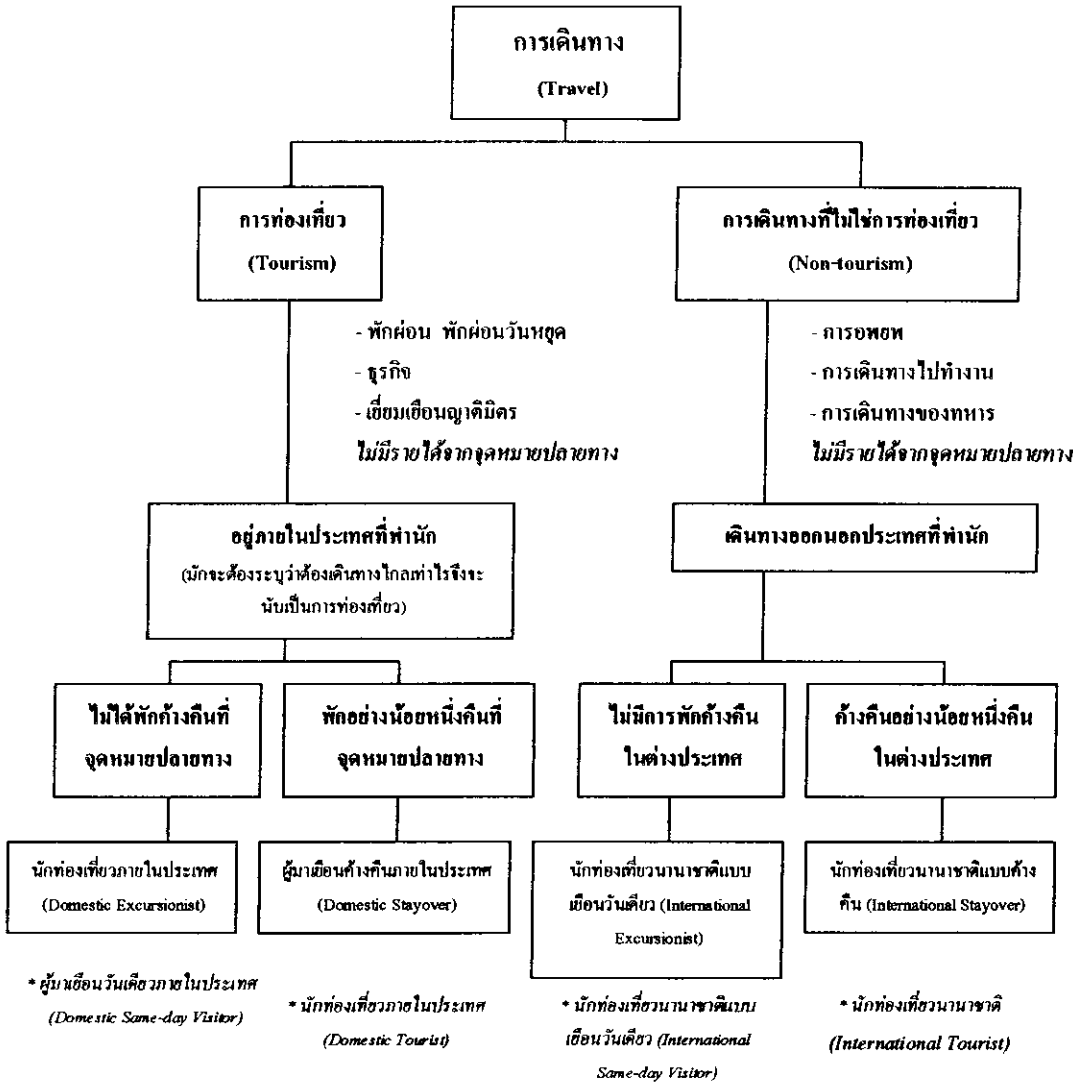 การเดินทาง
(Travel)
การท่องเที่ยว
(Tourism)
การเดินทางที่ไม่ใช่การท่องเที่ยว
(Non-tourism)
- พักผ่อน พักผ่อนวันหยุด
- ธุรกิจ
- เยี่ยมเยือนญาติมิตร
ไม่มีรายได้จากจุดหมายปลายทาง
- การอพยพ
- การเดินทางไปทำงาน
- การเดินทางของทหาร
ไม่มีรายได้จากจุดหมายปลายทาง
อยู่ภายในประเทศที่พำนัก
(มักจะต้องระบุว่าต้องเดินทางไกลเท่าไรจึงจะ
นับเป็นการท่องเที่ยว)
เดินทางออกนอกประเทศที่พำนัก
ไม่ได้พักค้างคืนที่
จุดหมายปลายทาง
พักอย่างน้อยหนึ่งคืนที่
จุดหมายปลายทาง
ไม่มีการพักค้างคืน
ในต่างประเทศ
ค้างคืนอย่างน้อยหนึ่งคืน
ในต่างประเทศ
นักท่องเที่ยวภายในประเทศ
(Domestic Excursionist)
ผู้มาเยือนค้างคืนภายในประเทศ
(Domestic Stayover)
นักท่องเที่ยวนานาชาติแบบ
เยือนวันเดียว (International
Excursionist)
นักท่องเที่ยวนานาชาติแบบค้าง
คืน (International Stayover)
* ผู้มาเยือนวันเดียวภายในประเทศ
(Domestic Same-day Visitor)
* นักท่องเที่ยวภายในประเทศ
(Domestic Tourist)
* นักท่องเที่ยวนานาชาติแบบ
เยือนวันเดียว (International
Same-day Visitor)
* นักท่องเที่ยวนานาชาติ
(International Tourist)